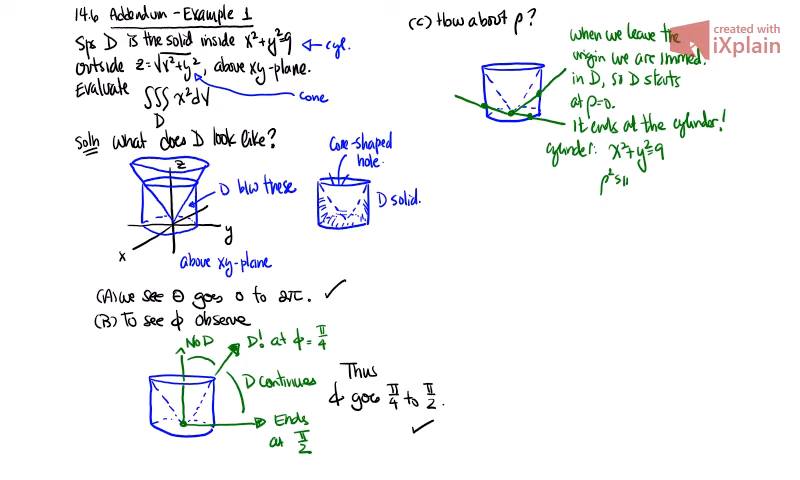 14.6 Addendum - Example 1
Sps D is the solid inside x²+y²=9 ← cyl.
outside z=√x²+y², above xy-plane.
cone
Evaluate ∭ x²dV
D
Soln What does D look like?
z
D btw these
y
x
above xy-plane
Cone-shaped
hole.
D solid.
(A) we see θ goes 0 to 2π. ✓
(B) To see ϕ observe
No D
D! at ϕ = π/4
D continues
Ends
at π/2
Thus
ϕ goes π/4 to π/2.
✓
(C) How about ρ?
when we leave the
origin we are immed.
in D, so D starts
at ρ=0.
It ends at the cylinder!
cylinder: x²+y²=9
ρ²sıı
created with
iXplain